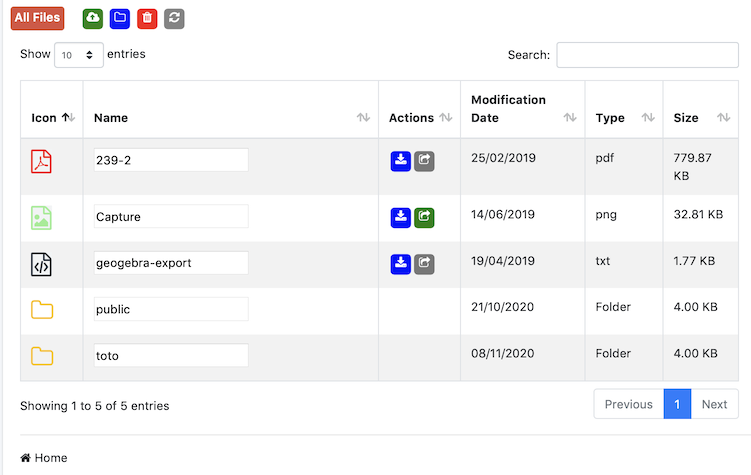 All Files
Show 10 entries
Search:
Icon Name Actions Modification Date Type Size
239-2 25/02/2019 pdf 779.87 KB
Capture 14/06/2019 png 32.81 KB
geogebra-export 19/04/2019 txt 1.77 KB
public 21/10/2020 Folder 4.00 KB
toto 08/11/2020 Folder 4.00 KB
Showing 1 to 5 of 5 entries
Previous 1 Next
Home